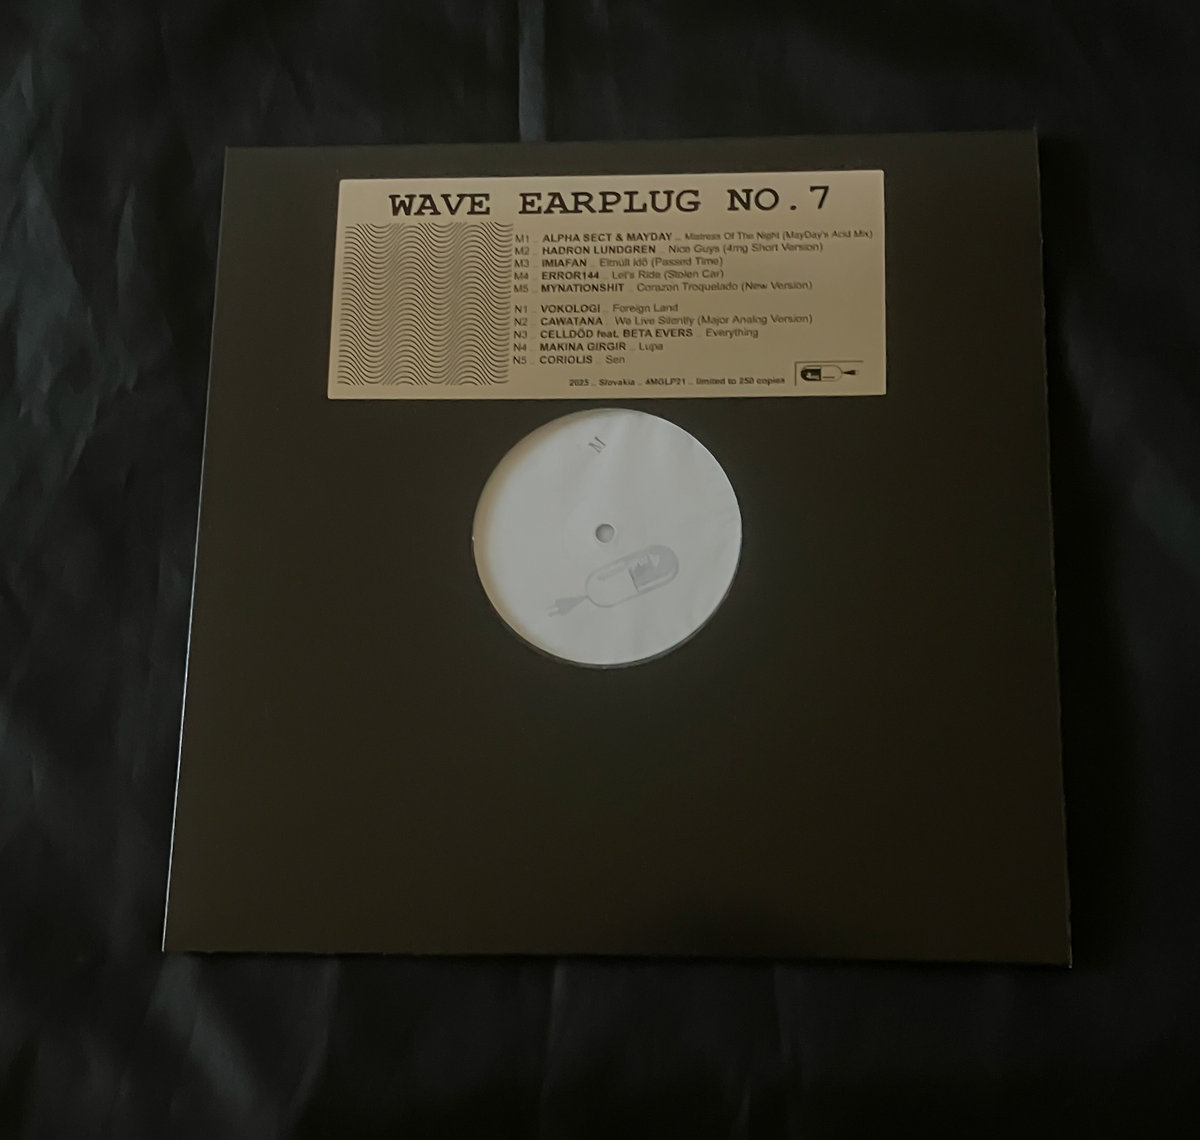 WAVE EARPLUG NO.7
M1 .. ALPHA SECT & MAYDAY .. Mistress Of The Night (MayDay's Acid Mix)
M2 .. HADRON LUNDGREN .. Nice Guys (4mg Short Version)
M3 .. IMIAFAN .. Elmúlt Idő (Passed Time)
M4 .. ERROR144 .. Let's Ride (Stolen Car)
M5 .. MYNATIONSHIT .. Corazon Troquelado (New Version)
N1 .. VOKOLOGI .. Foreign Land
N2 .. CAWATANA .. We Live Silently (Major Analog Version)
N3 .. CELLDÖD feat. BETA EVERS .. Everything
N4 .. MAKINA GIRGIR .. Lupa
N5 .. CORIOLIS .. Sen
2025 .. Slovakia .. 4MGLP21 .. limited to 250 copies
M